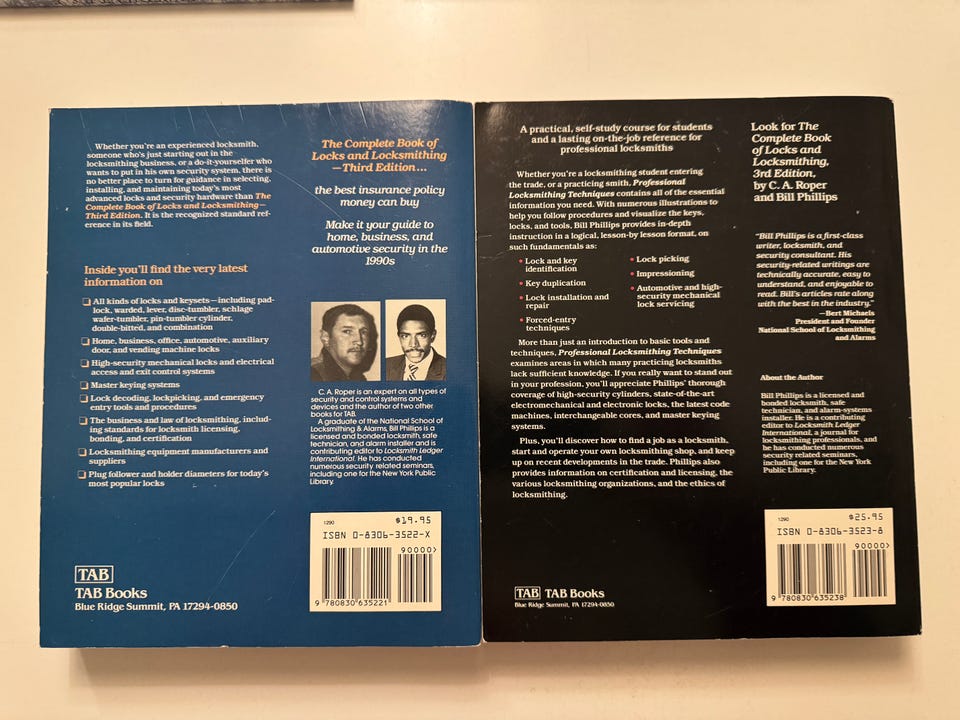 Whether you're an experienced locksmith,
someone who's just starting out in the
locksmithing business, or a do-it-yourselfer who
wants to put in his own security system, there is
no better place to turn for guidance in selecting,
installing, and maintaining today's most
advanced locks and security hardware than The
Complete Book of Locks and Locksmithing—
Third Edition. It is the recognized standard ref-
erence in its field.
Inside you'll find the very latest
information on
❏ All kinds of locks and keysets—including pad-
lock, warded, lever, disc-tumbler, schlage
wafer-tumbler, pin-tumbler cylinder,
double-bitted, and combination
❏ Home, business, office, automotive, auxiliary
door, and vending machine locks
❏ High-security mechanical locks and electrical
access and exit control systems
❏ Master keying systems
❏ Lock decoding, lockpicking, and emergency
entry tools and procedures
❏ The business and law of locksmithing, includ-
ing standards for locksmith licensing,
bonding, and certification
❏ Locksmithing equipment manufacturers and
suppliers
❏ Plug follower and holder diameters for today's
most popular locks
TAB
TAB Books
Blue Ridge Summit, PA 17294-0850
The Complete Book of
Locks and Locksmithing
—Third Edition...
the best insurance policy
money can buy
Make it your guide to
home, business, and
automotive security in the
1990s
C. A. Roper is an expert on all types of
security and control systems and
devices and the author of two other
books for TAB.
A graduate of the National School of
Locksmithing & Alarms, Bill Phillips is a
licensed and bonded locksmith, safe
technician, and alarm installer and is
contributing editor to Locksmith Ledger
International. He has conducted
numerous security related seminars,
including one for the New York Public
Library.
1290
$19.95
ISBN 0-8306-3522-X
90000>
9 780830 635221
A practical, self-study course for students
and a lasting on-the-job reference for
professional locksmiths
Whether you're a locksmithing student entering
the trade, or a practicing smith, Professional
Locksmithing Techniques contains all of the essential
information you need. With numerous illustrations to
help you follow procedures and visualize the keys,
locks, and tools, Bill Phillips provides in-depth
instruction in a logical, lesson-by lesson format, on
such fundamentals as:
• Lock and key
identification
• Key duplication
• Lock installation and
repair
• Forced-entry
techniques
• Lock picking
• Impressioning
• Automotive and high-
security mechanical
lock servicing
More than just an introduction to basic tools and
techniques, Professional Locksmithing Techniques
examines areas in which many practicing locksmiths
lack sufficient knowledge. If you really want to stand out
in your profession, you'll appreciate Phillips' thorough
coverage of high-security cylinders, state-of-the-art
electromechanical and electronic locks, the latest code
machines, interchangeable cores, and master keying
systems.
Plus, you'll discover how to find a job as a locksmith,
start and operate your own locksmithing shop, and keep
up on recent developments in the trade. Phillips also
provides information on certification and licensing, the
various locksmithing organizations, and the ethics of
locksmithing.
TAB TAB Books
Blue Ridge Summit, PA 17294-0850
Look for The
Complete Book
of Locks and
Locksmithing,
3rd Edition,
by C. A. Roper
and Bill Phillips
"Bill Phillips is a first-class
writer, locksmith, and
security consultant. His
security-related writings are
technically accurate, easy to
understand, and enjoyable to
read. Bill's articles rate along
with the best in the industry."
—Bert Michaels
President and Founder
National School of Locksmithing
and Alarms
About the Author
Bill Phillips is a licensed and
bonded locksmith, safe
technician, and alarm-systems
installer. He is a contributing
editor to Locksmith Ledger
International, a journal for
locksmithing professionals, and
he has conducted numerous
security related seminars,
including one for the New York
Public Library.
1290
$25.95
ISBN 0-8306-3523-8
90000>
9 780830 635238